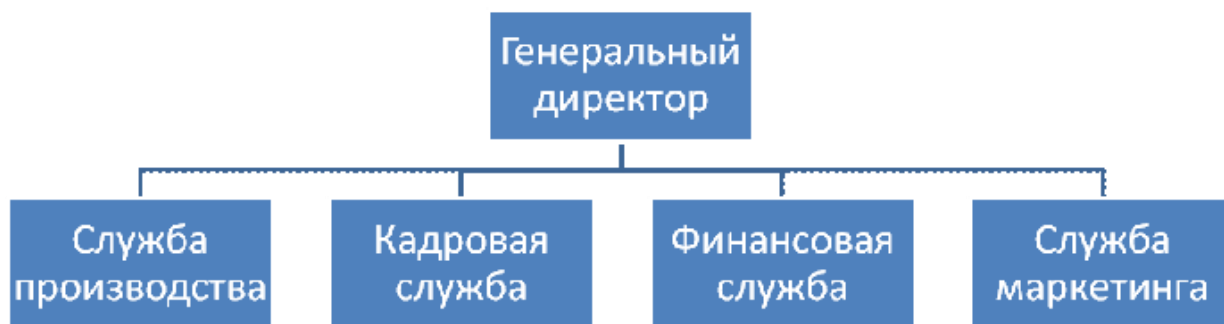 Генеральный
директор
Служба
производства
Кадровая
служба
Финансовая
служба
Служба
маркетинга